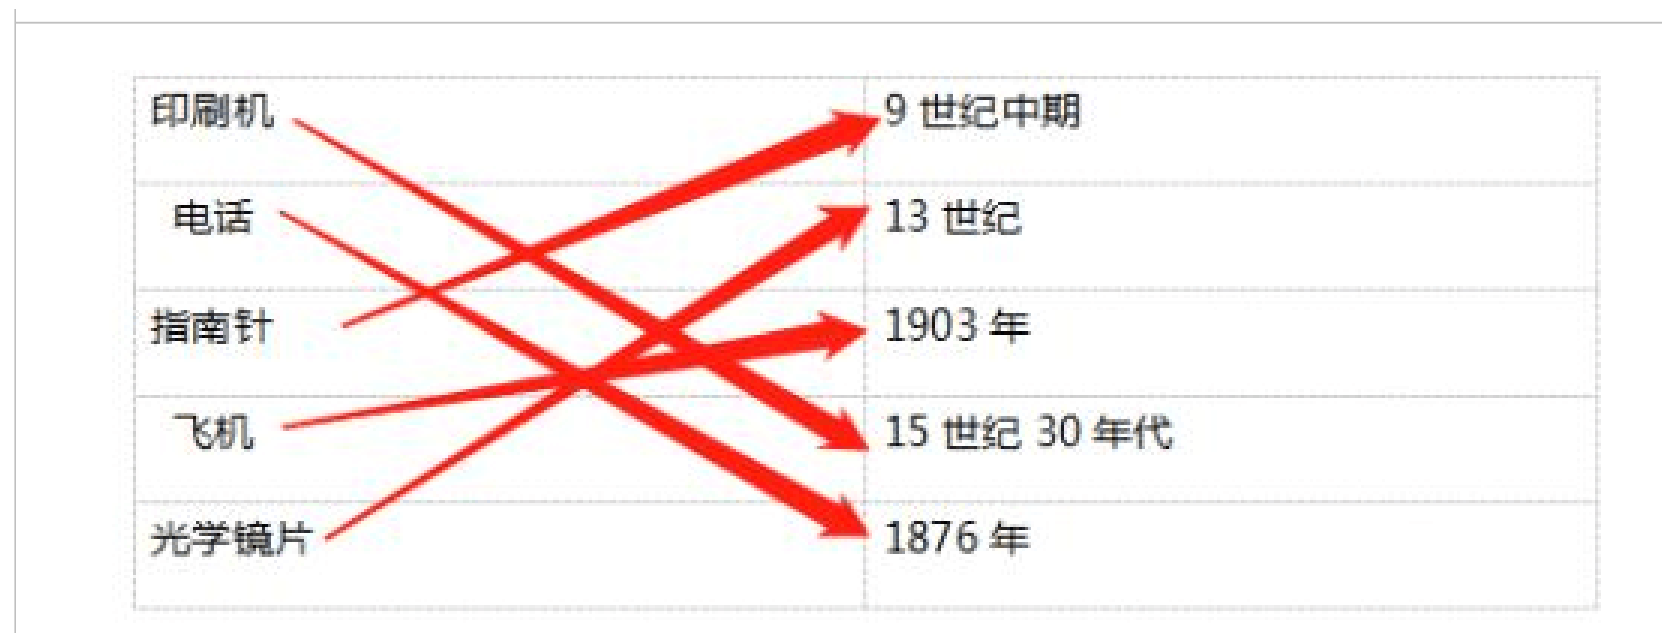 印刷机 9 世纪中期
电话 13 世纪
指南针 1903 年
飞机 15 世纪 30 年代
光学镜片 1876 年